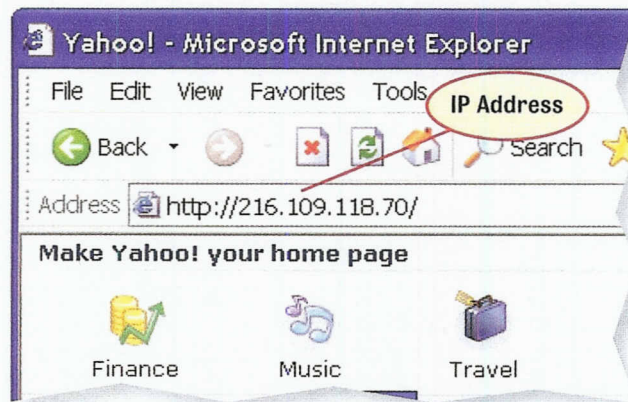 Yahoo! - Microsoft Internet Explorer
File Edit View Favorites Tools
IP Address
Back Search
Address http://216.109.118.70/
Make Yahoo! your home page
Finance Music Travel